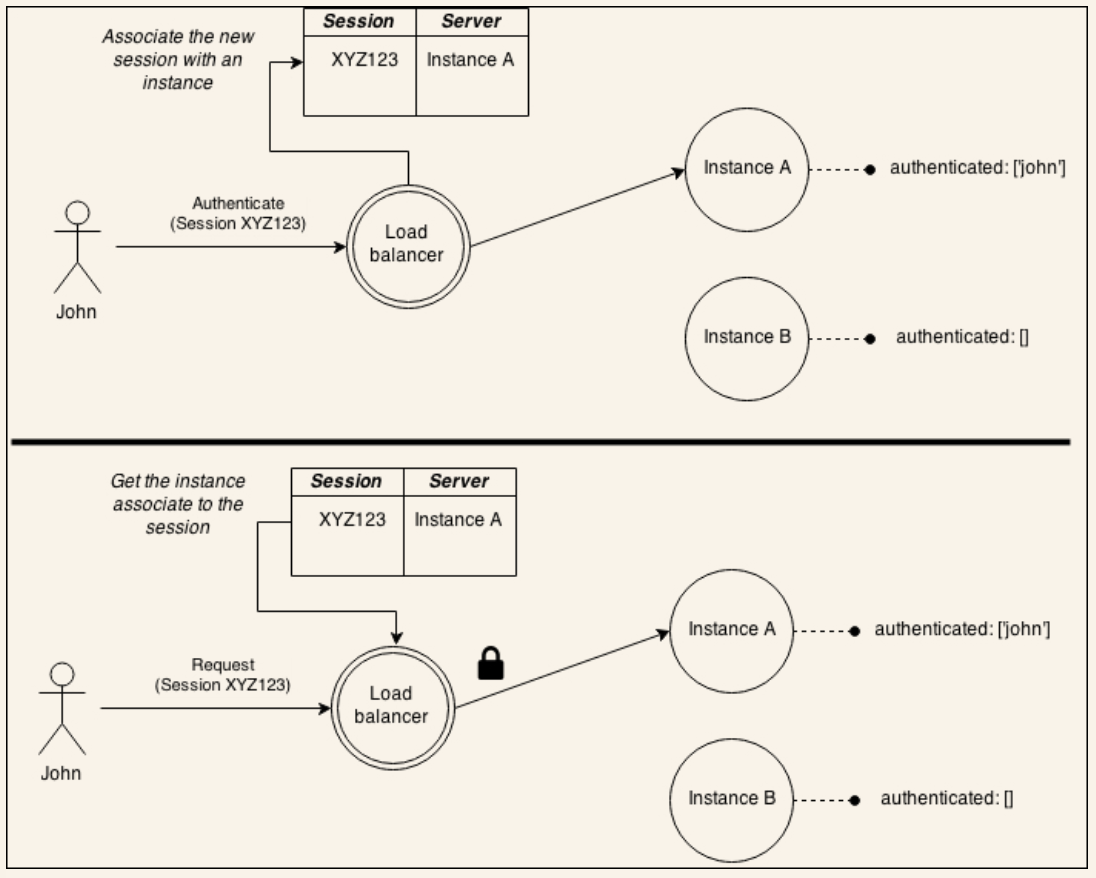 Associate the new
session with an
instance
Session Server
XYZ123 Instance A
Authenticate
(Session XYZ123)
John
Load
balancer
Instance A
authenticated: ['john']
Instance B
authenticated: []
Get the instance
associate to the
session
Session Server
XYZ123 Instance A
Request
(Session XYZ123)
John
Load
balancer
Instance A
authenticated: ['john']
Instance B
authenticated: []